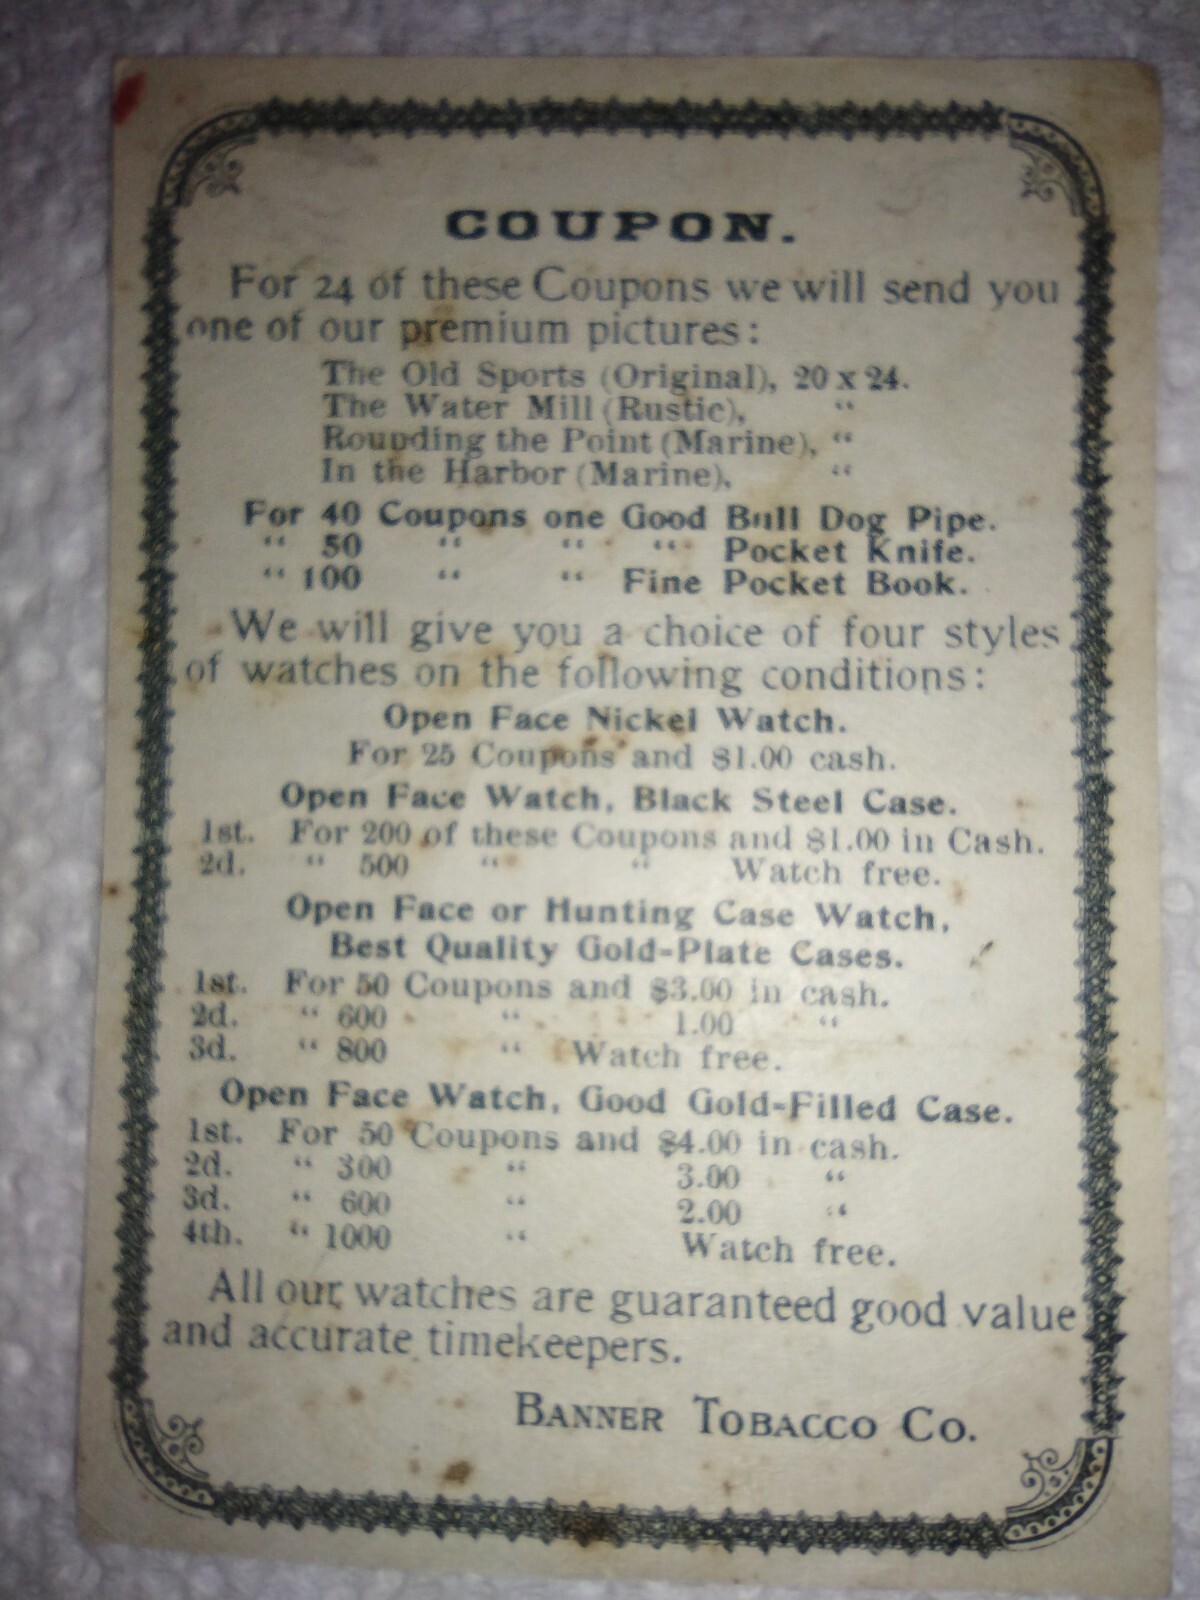 COUPON.
For 24 of these Coupons we will send you
one of our premium pictures:
The Old Sports (Original), 20 x 24.
The Water Mill (Rustic), "
Rounding the Point (Marine), "
In the Harbor (Marine), "
For 40 Coupons one Good Bull Dog Pipe.
" 50 " " " Pocket Knife.
" 100 " " Fine Pocket Book.
We will give you a choice of four styles
of watches on the following conditions:
Open Face Nickel Watch.
For 25 Coupons and $1.00 cash.
Open Face Watch, Black Steel Case.
1st. For 200 of these Coupons and $1.00 in Cash.
2d. " 500 " " Watch free.
Open Face or Hunting Case Watch,
Best Quality Gold-Plate Cases.
1st. For 50 Coupons and $3.00 in cash.
2d. " 600 " 1.00 "
3d. " 800 " Watch free.
Open Face Watch, Good Gold-Filled Case.
1st. For 50 Coupons and $4.00 in cash.
2d. " 300 " 3.00 "
3d. " 600 " 2.00 "
4th. " 1000 " Watch free.
All our watches are guaranteed good value
and accurate timekeepers.
BANNER TOBACCO CO.